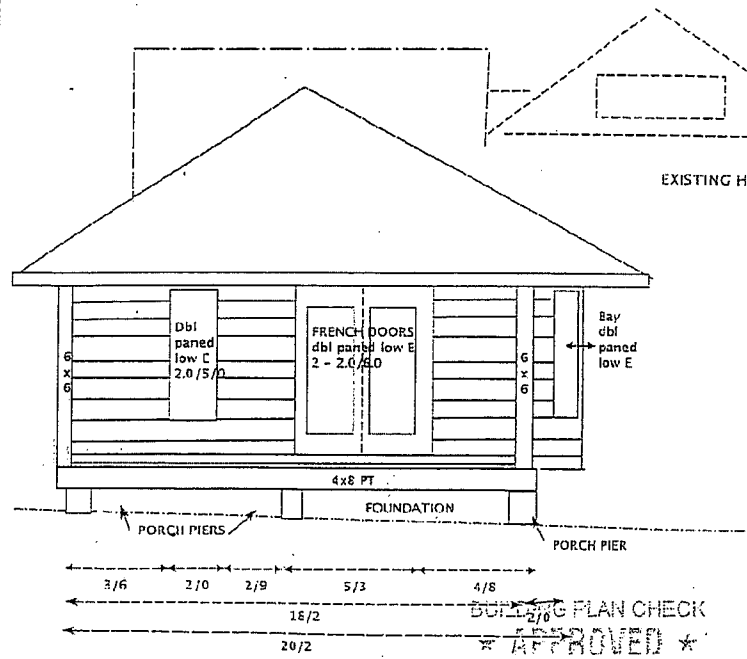 EXISTING H
Dbl
paned
low E
2.0/5/0
FRENCH DOORS
dbl paned low E
2 - 2.0/6.0
Bay
dbl
paned
low E
6
x
6
6
x
6
4x8 PT
FOUNDATION
PORCH PIERS
PORCH PIER
3/6
2/0
2/9
5/3
4/8
18/2
2/0
20/2
BUILDING PLAN CHECK
★ APPROVED ★